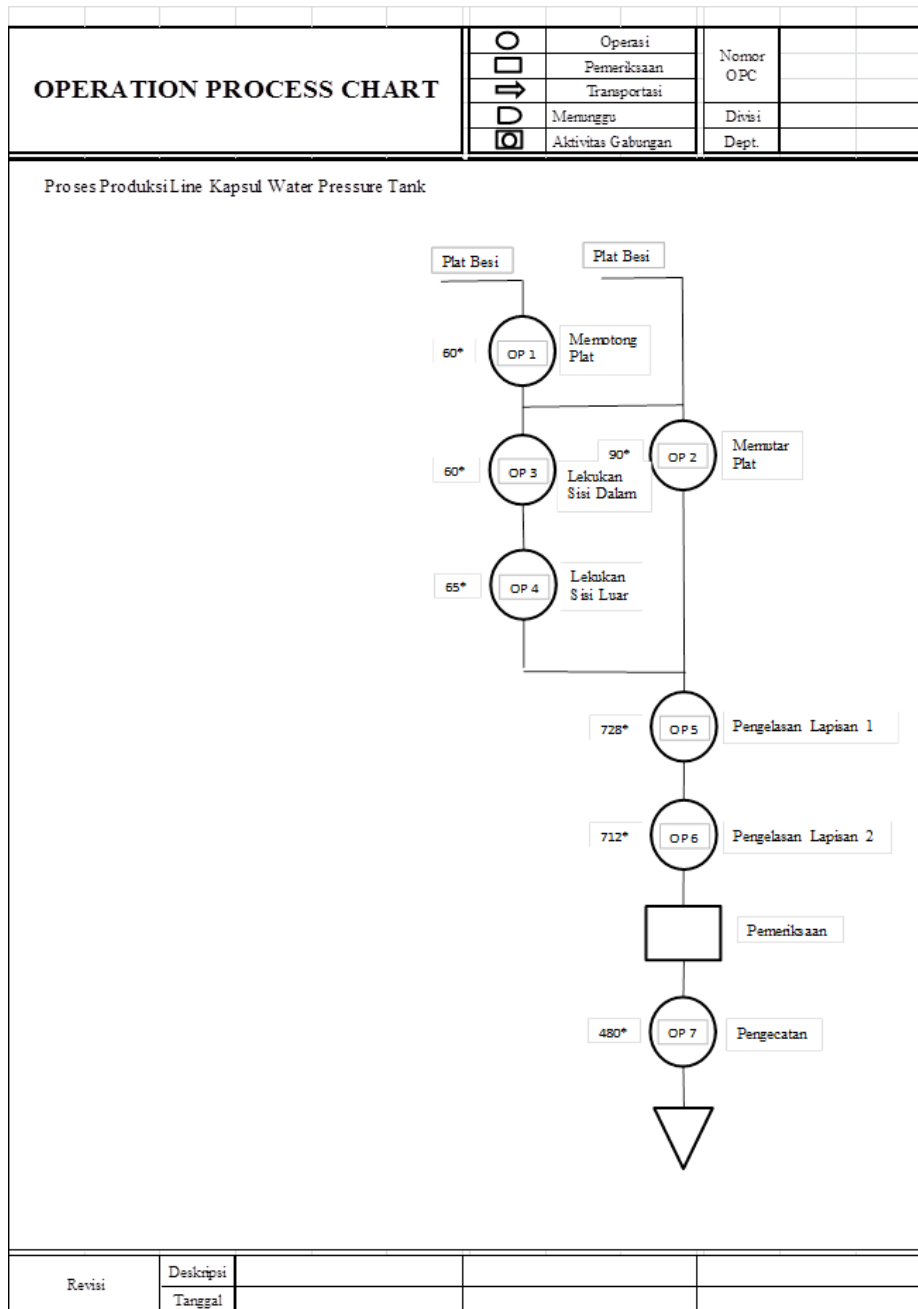 OPERATION PROCESS CHART
Operasi
Pemeriksaan
Transportasi
Menunggu
Aktivitas Gabungan
Nomor
OPC
Divisi
Dept.
Proses Produksi Line Kapsul Water Pressure Tank
Plat Besi
Plat Besi
60*
OP 1
Memotong
Plat
90*
OP 2
Memutar
Plat
60*
OP 3
Lekukan
Sisi Dalam
65*
OP 4
Lekukan
Sisi Luar
728*
OP 5
Pengelasan Lapisan 1
712*
OP 6
Pengelasan Lapisan 2
Pemeriksaan
480*
OP 7
Pengecatan
Revisi
Deskripsi
Tanggal